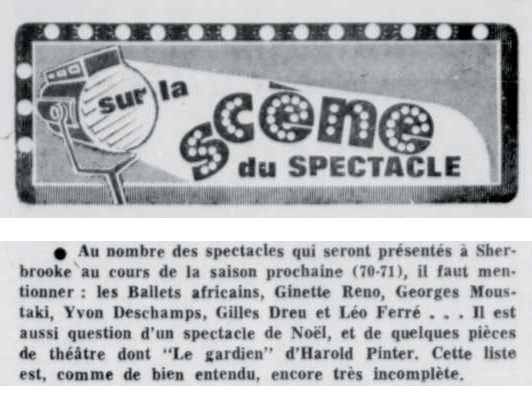 sur la
scène
du SPECTACLE
● Au nombre des spectacles qui seront présentés à Sher-
brooke au cours de la saison prochaine (70-71), il faut men-
tionner : les Ballets africains, Ginette Reno, Georges Mous-
taki, Yvon Deschamps, Gilles Dreu et Léo Ferré . . . Il est
aussi question d'un spectacle de Noël, et de quelques pièces
de théâtre dont "Le gardien" d'Harold Pinter. Cette liste
est, comme de bien entendu, encore très incomplète.